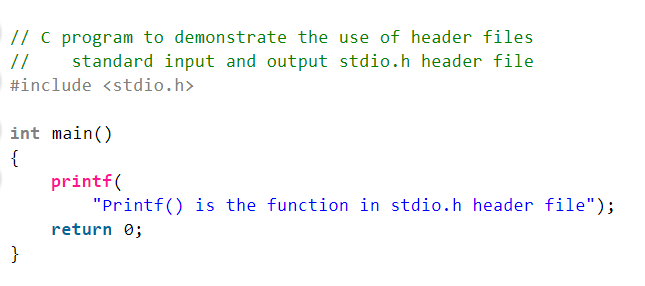 // C program to demonstrate the use of header files
//    standard input and output stdio.h header file
#include <stdio.h>
int main()
{
    printf(
        "Printf() is the function in stdio.h header file");
    return 0;
}